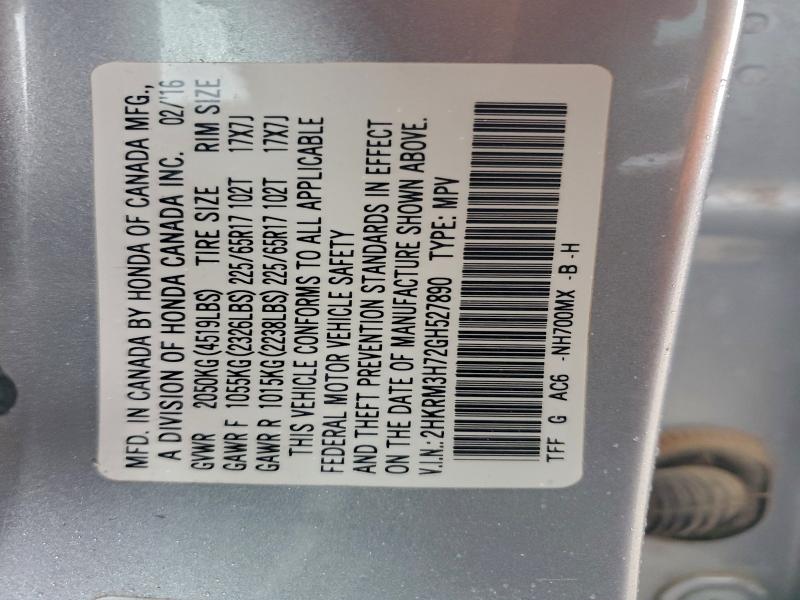 MFD. IN CANADA BY HONDA OF CANADA MFG.,
A DIVISION OF HONDA CANADA INC. 02/'16
GVWR 2050KG(4519LBS) TIRE SIZE RIM SIZE
GAWR F 1055KG(2326LBS)225/65R17 102T 17X7J
GAWR R 1015KG(2238LBS)225/65R17 102T 17X7J
THIS VEHICLE CONFORMS TO ALL APPLICABLE
FEDERAL MOTOR VEHICLE SAFETY
AND THEFT PREVENTION STANDARDS IN EFFECT
ON THE DATE OF MANUFACTURE SHOWN ABOVE.
V.I.N.:2HKRM3H72GH527890 TYPE: MPV
TFF G AC6 -NH700MX -B -H